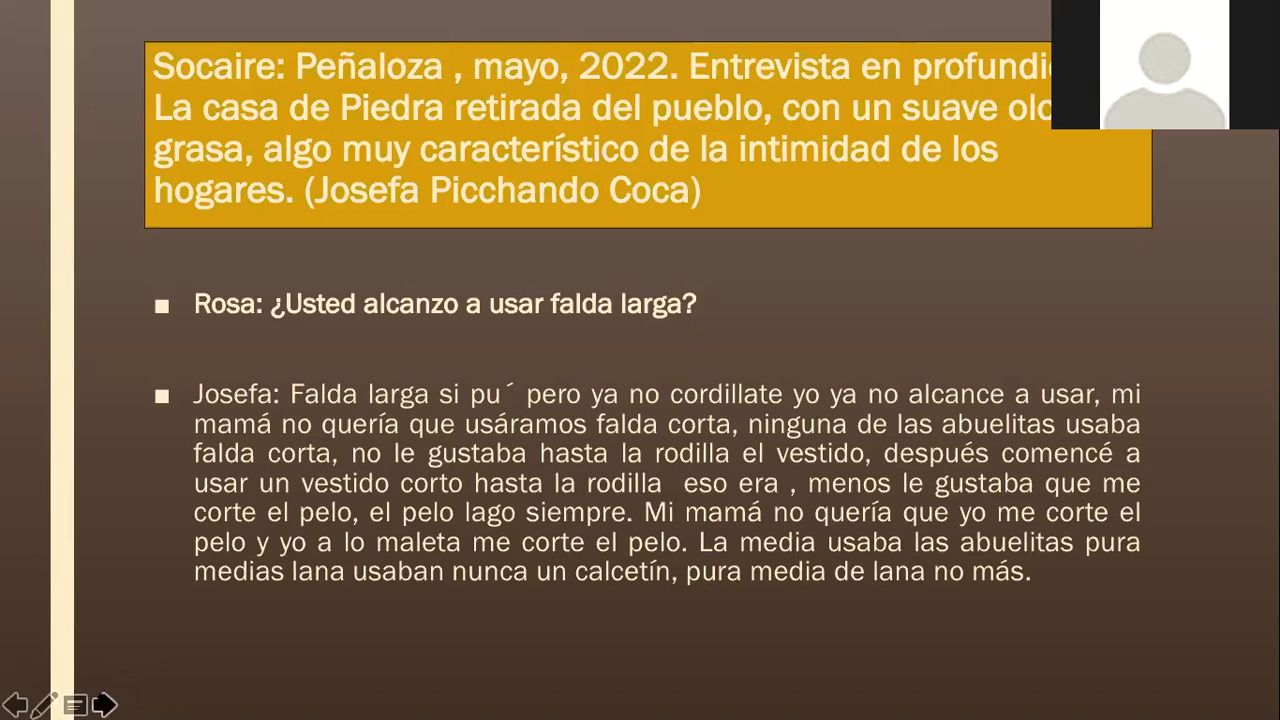 Socaire: Peñaloza , mayo, 2022. Entrevista en
La casa de Piedra retirada del pueblo, con un suave
grasa, algo muy característico de la intimidad de los
hogares. (Josefa Picchando Coca)
Rosa: ¿Usted alcanzo a usar falda larga?
Josefa: Falda larga si pu´ pero ya no cordillate yo ya no alcance a usar, mi
mamá no quería que usáramos falda corta, ninguna de las abuelitas usaba
falda corta, no le gustaba hasta la rodilla el vestido, después comencé a
usar un vestido corto hasta la rodilla eso era , menos le gustaba que me
corte el pelo, el pelo lago siempre. Mi mamá no quería que yo me corte el
pelo y yo a lo maleta me corte el pelo. La media usaba las abuelitas pura
medias lana usaban nunca un calcetín, pura media de lana no más.